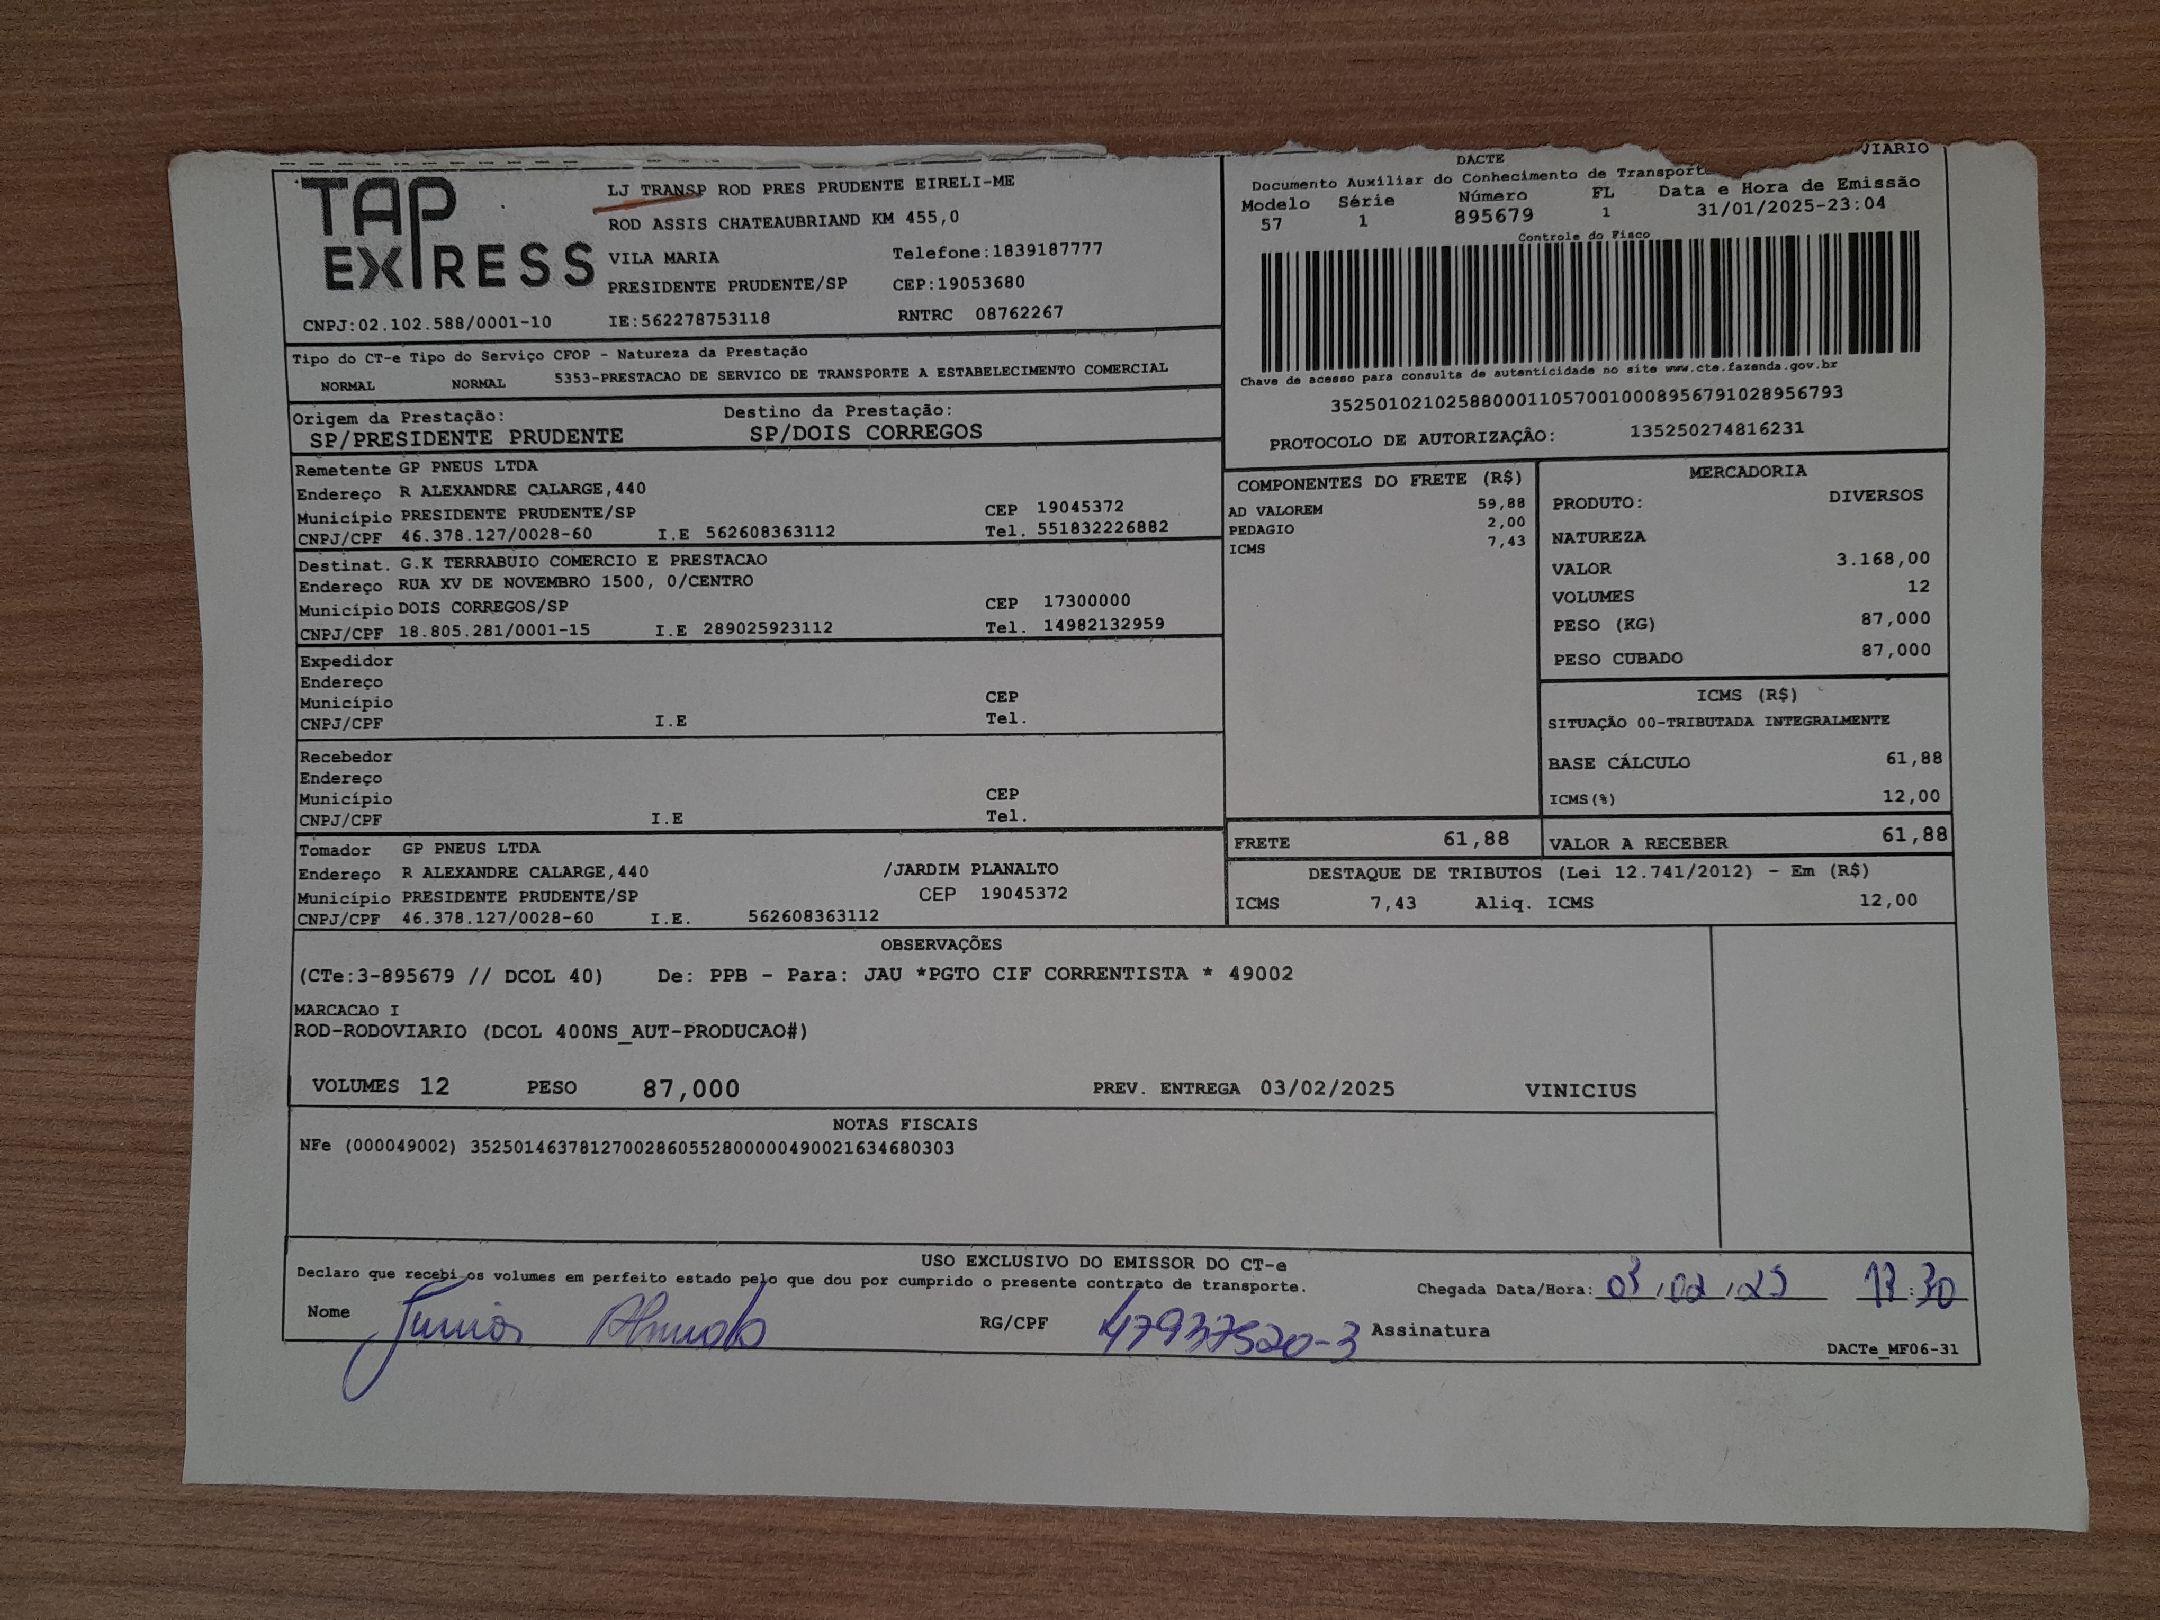 TAP EXPRESS
LJ TRANSP ROD PRES PRUDENTE EIRELI-ME
ROD ASSIS CHATEAUBRIAND KM 455,0
VILA MARIA Telefone:1839187777
PRESIDENTE PRUDENTE/SP CEP:19053680
CNPJ:02.102.588/0001-10 IE:562278753118 RNTRC 08762267
VIARIO
DACTE
Documento Auxiliar do Conhecimento de Transporte
Modelo Série Número FL Data e Hora de Emissão
57 1 895679 1 31/01/2025-23:04
Controle do Fisco
Chave de acesso para consulta de autenticidade no site www.cte.fazenda.gov.br
35250102102588000110570010008956791028956793
PROTOCOLO DE AUTORIZAÇÂO: 135250274816231
Tipo do CT-e Tipo do Serviço CFOP - Natureza da Prestação
NORMAL NORMAL 5353-PRESTACAO DE SERVICO DE TRANSPORTE A ESTABELECIMENTO COMERCIAL
Origem da Prestação: Destino da Prestação:
SP/PRESIDENTE PRUDENTE SP/DOIS CORREGOS
Remetente GP PNEUS LTDA
Endereço R ALEXANDRE CALARGE,440
Município PRESIDENTE PRUDENTE/SP CEP 19045372
CNPJ/CPF 46.378.127/0028-60 I.E 562608363112 Tel. 551832226882
Destinat. G.K TERRABUIO COMERCIO E PRESTACAO
Endereço RUA XV DE NOVEMBRO 1500, 0/CENTRO
Município DOIS CORREGOS/SP CEP 17300000
CNPJ/CPF 18.805.281/0001-15 I.E 289025923112 Tel. 14982132959
Expedidor
Endereço
Município CEP
CNPJ/CPF I.E Tel.
Recebedor
Endereço
Município CEP
CNPJ/CPF I.E Tel.
Tomador GP PNEUS LTDA
Endereço R ALEXANDRE CALARGE,440 /JARDIM PLANALTO
Município PRESIDENTE PRUDENTE/SP CEP 19045372
CNPJ/CPF 46.378.127/0028-60 I.E. 562608363112
COMPONENTES DO FRETE (R$)
AD VALOREM 59,88
PEDAGIO 2,00
ICMS 7,43
FRETE 61,88
MERCADORIA
PRODUTO: DIVERSOS
NATUREZA
VALOR 3.168,00
VOLUMES 12
PESO (KG) 87,000
PESO CUBADO 87,000
ICMS (R$)
SITUAÇÃO 00-TRIBUTADA INTEGRALMENTE
BASE CÁLCULO 61,88
ICMS(%) 12,00
VALOR A RECEBER 61,88
DESTAQUE DE TRIBUTOS (Lei 12.741/2012) - Em (R$)
ICMS 7,43 Aliq. ICMS 12,00
OBSERVAÇÕES
(CTe:3-895679 // DCOL 40) De: PPB - Para: JAU *PGTO CIF CORRENTISTA * 49002
MARCACAO I
ROD-RODOVIARIO (DCOL 400NS_AUT-PRODUCAO#)
VOLUMES 12 PESO 87,000 PREV. ENTREGA 03/02/2025 VINICIUS
NOTAS FISCAIS
NFe (000049002) 35250146378127002860552800000490021634680303
USO EXCLUSIVO DO EMISSOR DO CT-e
Declaro que recebi os volumes em perfeito estado pelo que dou por cumprido o presente contrato de transporte.
Chegada Data/Hora: 03/02/25
Nome Junior RG/CPF 47937520-3 Assinatura
DACTe_MF06-31